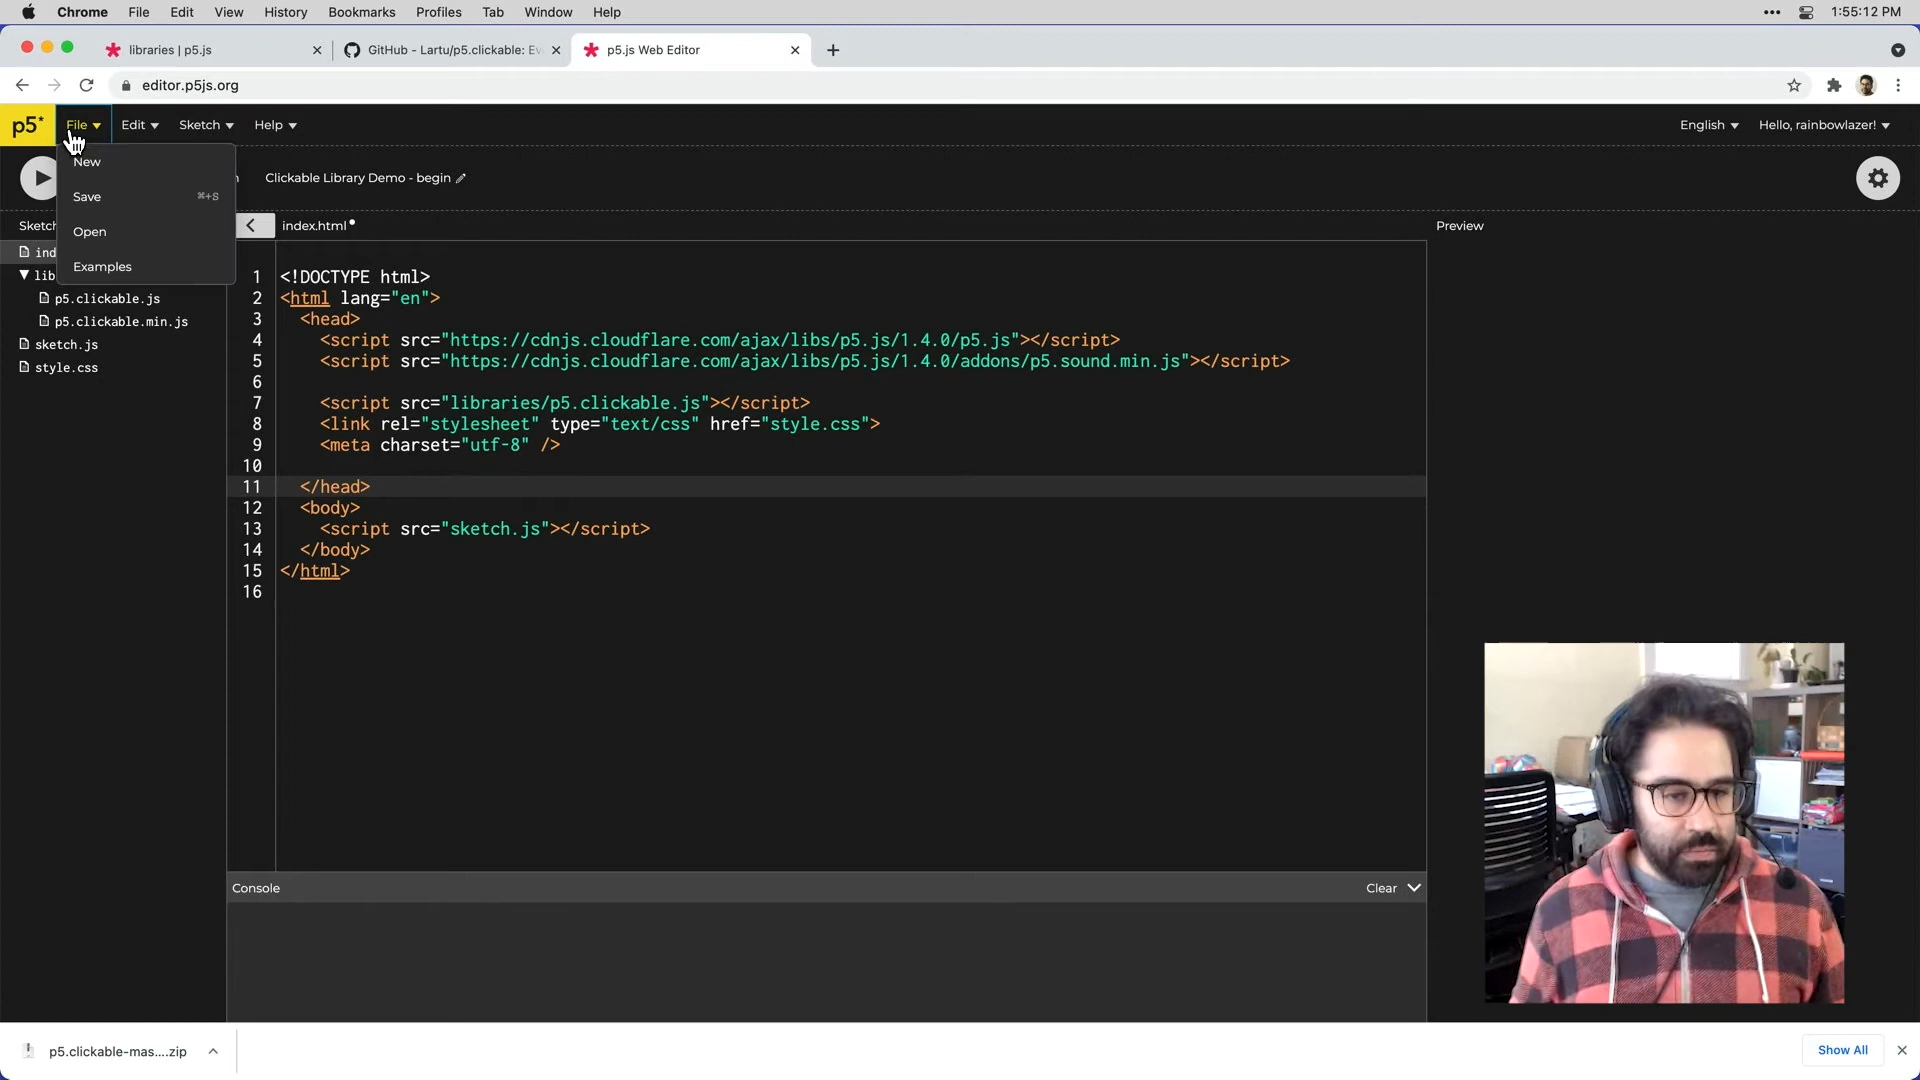 Chrome File Edit View History Bookmarks Profiles Tab Window Help 1:55:12 PM
libraries | p5.js GitHub - Lartu/p5.clickable: Ev p5.js Web Editor
editor.p5js.org
p5* File Edit Sketch Help English Hello, rainbowlazer!
New
Save ⌘+S
Open
Examples
Clickable Library Demo - begin
Sketch index.html Preview
ind
lib
p5.clickable.js
p5.clickable.min.js
sketch.js
style.css
1 <!DOCTYPE html>
2 <html lang="en">
3 <head>
4 <script src="https://cdnjs.cloudflare.com/ajax/libs/p5.js/1.4.0/p5.js"></script>
5 <script src="https://cdnjs.cloudflare.com/ajax/libs/p5.js/1.4.0/addons/p5.sound.min.js"></script>
6
7 <script src="libraries/p5.clickable.js"></script>
8 <link rel="stylesheet" type="text/css" href="style.css">
9 <meta charset="utf-8" />
10
11 </head>
12 <body>
13 <script src="sketch.js"></script>
14 </body>
15 </html>
16
Console Clear
p5.clickable-mas....zip Show All